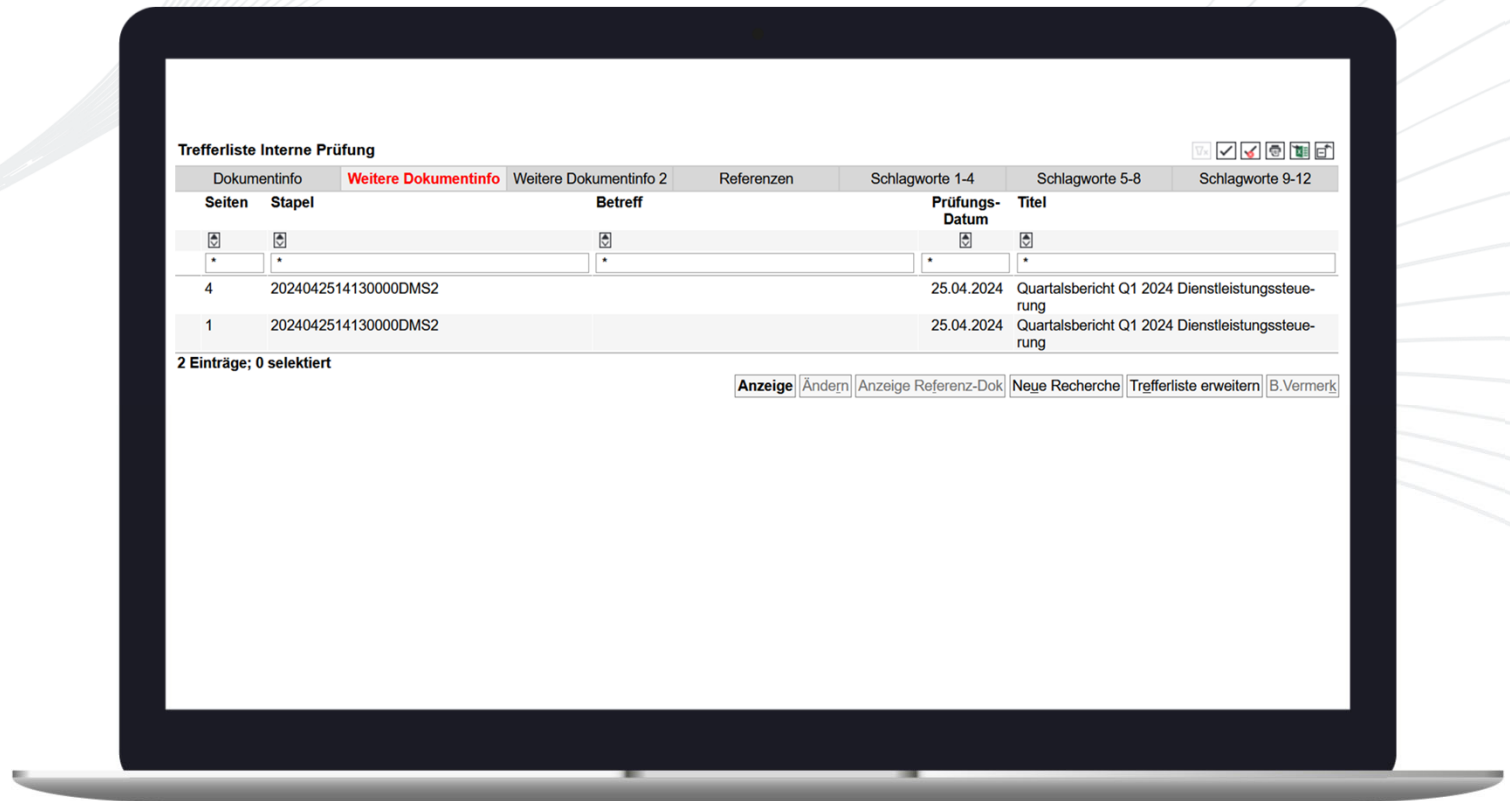 Trefferliste Interne Prüfung
Dokumentinfo Weitere Dokumentinfo Weitere Dokumentinfo 2 Referenzen Schlagworte 1-4 Schlagworte 5-8 Schlagworte 9-12
Seiten Stapel Betreff Prüfungs- Titel
Datum
* * * * *
4 2024042514130000DMS2 25.04.2024 Quartalsbericht Q1 2024 Dienstleistungssteue-
rung
1 2024042514130000DMS2 25.04.2024 Quartalsbericht Q1 2024 Dienstleistungssteue-
rung
2 Einträge; 0 selektiert
Anzeige Ändern Anzeige Referenz-Dok Neue Recherche Trefferliste erweitern B.Vermerk